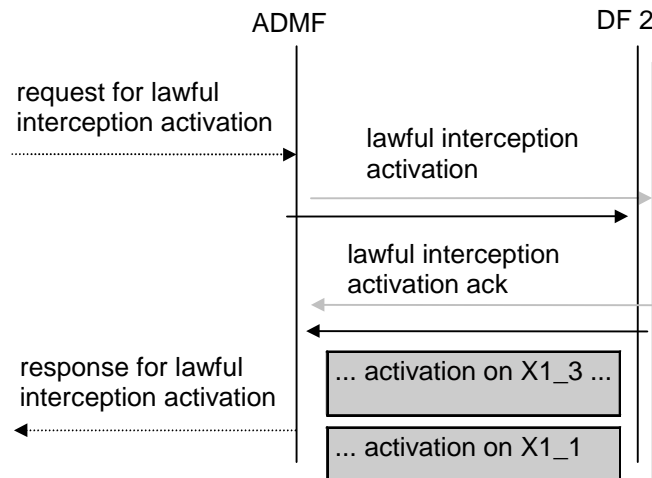 ADMF
DF 2
request for lawful
interception activation
lawful interception
activation
lawful interception
activation ack
response for lawful
interception activation
... activation on X1_3 ...
... activation on X1_1